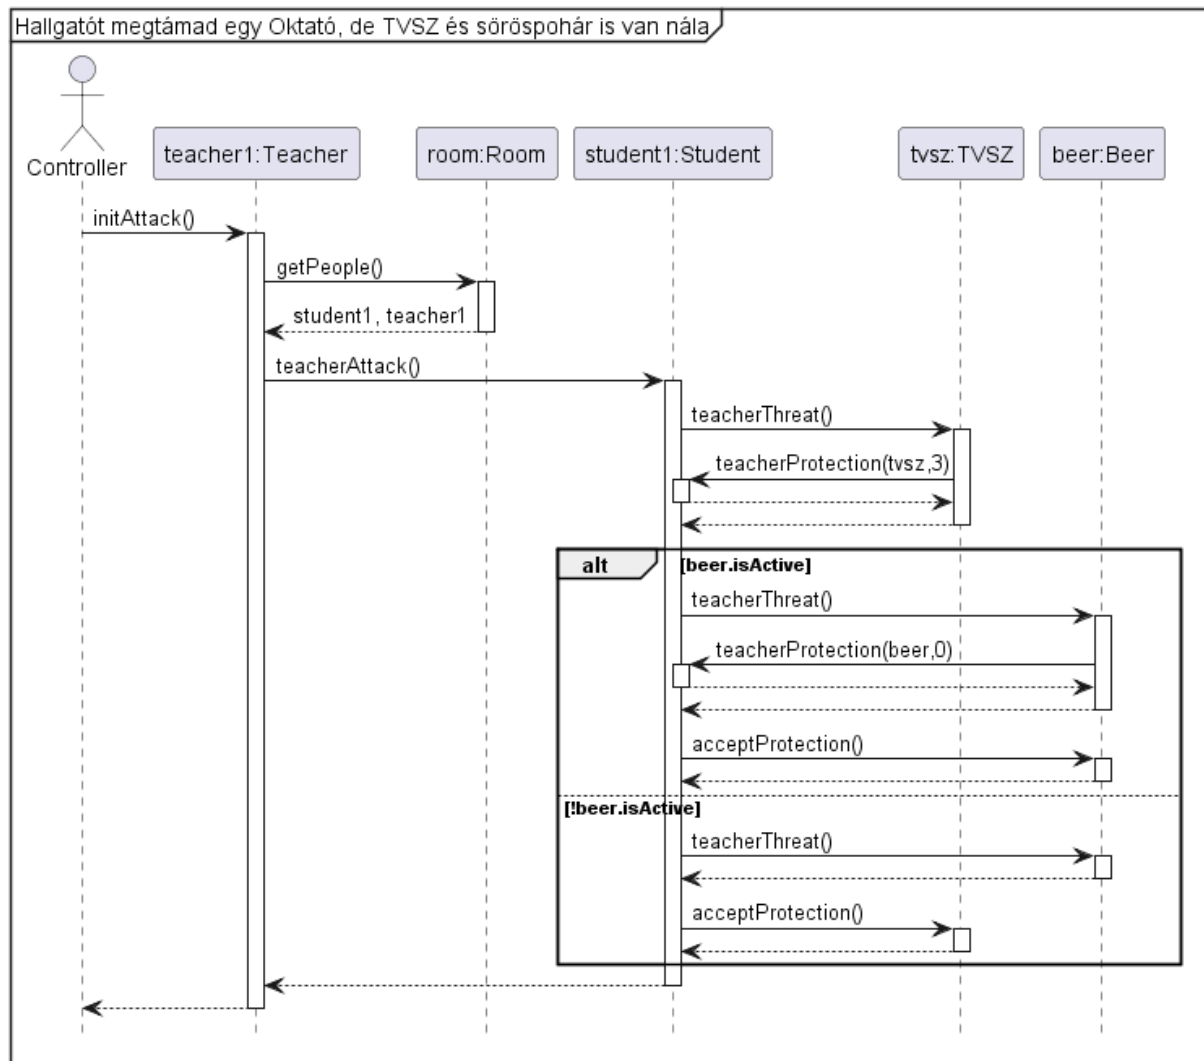 Hallgatót megtámad egy Oktató, de TVSZ és söröspohár is van nála
Controller
teacher1:Teacher
room:Room
student1:Student
tvsz:TVSZ
beer:Beer
initAttack()
getPeople()
student1, teacher1
teacherAttack()
teacherThreat()
teacherProtection(tvsz,3)
alt
[beer.isActive]
teacherThreat()
teacherProtection(beer,0)
acceptProtection()
[!beer.isActive]
teacherThreat()
acceptProtection()